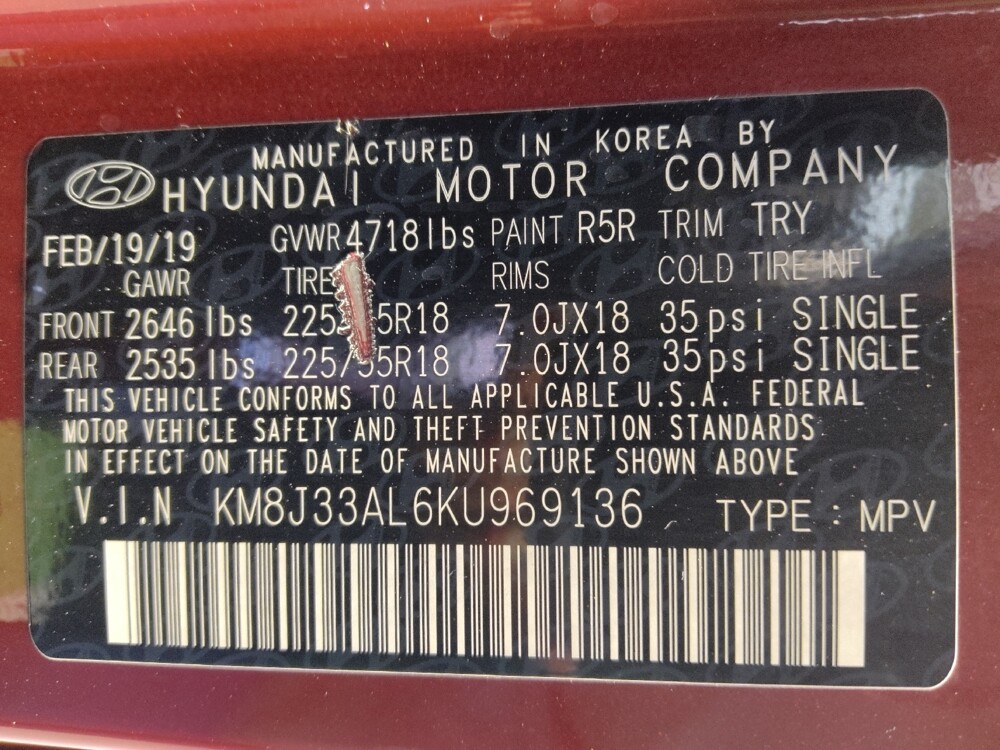 MANUFACTURED IN KOREA BY
HYUNDAI MOTOR COMPANY
FEB/19/19 GVWR 4718lbs PAINT R5R TRIM TRY
GAWR TIRE RIMS COLD TIRE INFL
FRONT 2646 lbs 7.0JX18 35psi SINGLE
REAR 2535 lbs 225/55R18 7.0JX18 35psi SINGLE
THIS VEHICLE CONFORMS TO ALL APPLICABLE U.S.A. FEDERAL
MOTOR VEHICLE SAFETY AND THEFT PREVENTION STANDARDS
IN EFFECT ON THE DATE OF MANUFACTURE SHOWN ABOVE
V.I.N KM8J33AL6KU969136 TYPE : MPV